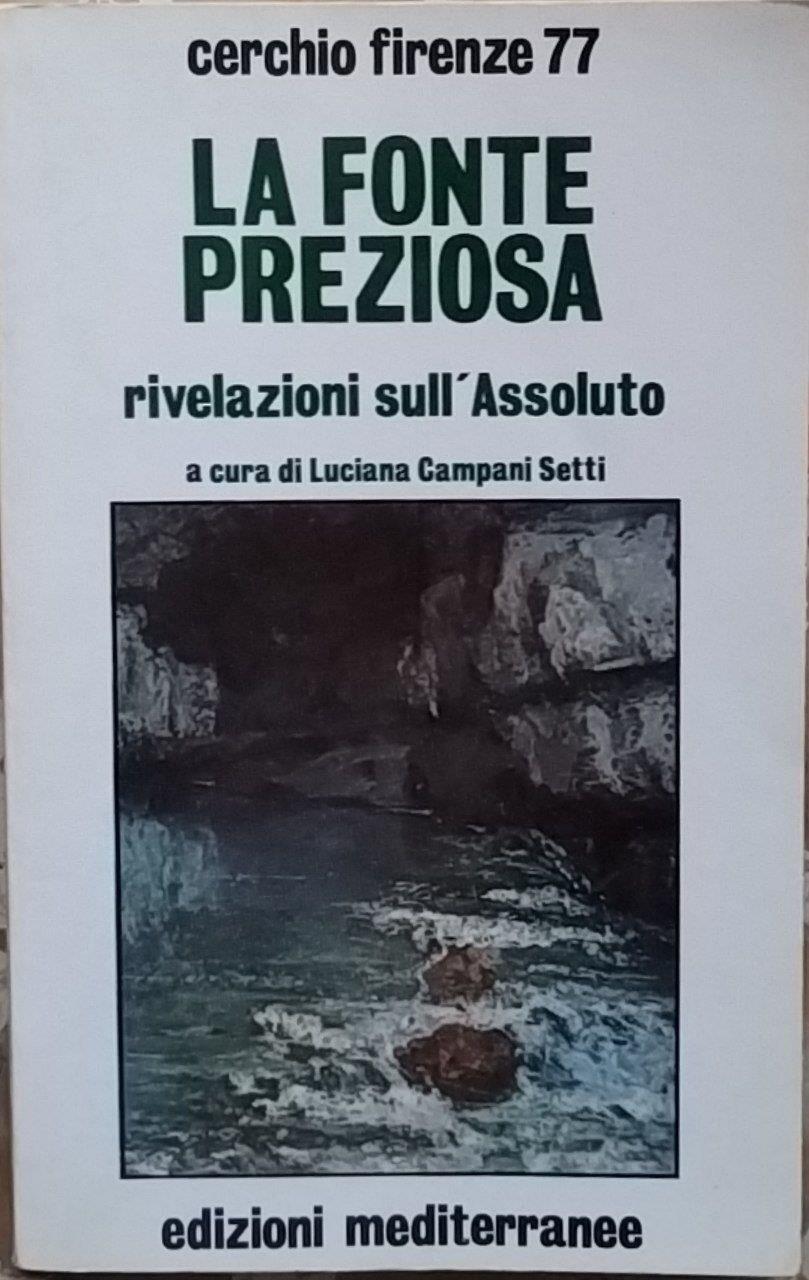 cerchio firenze 77
LA FONTE
PREZIOSA
rivelazioni sull´Assoluto
a cura di Luciana Campani Setti
edizioni mediterranee